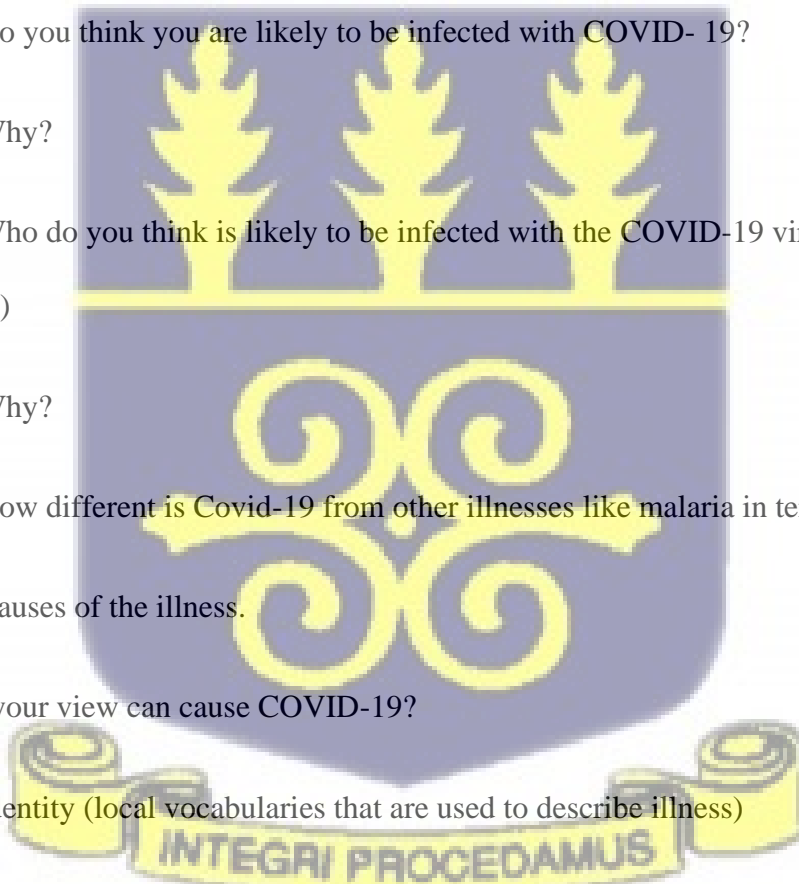 o you think you are likely to be infected with COVID- 19?
Why?
Who do you think is likely to be infected with the COVID-19 vir
)
Why?
ow different is Covid-19 from other illnesses like malaria in te
auses of the illness.
your view can cause COVID-19?
entity (local vocabularies that are used to describe illness)
INTEGRI PROCEDAMUS